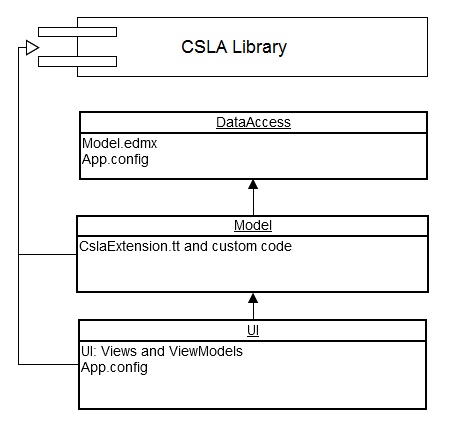 CSLA Library
DataAccess
Model.edmx
App.config
Model
CslaExtension.tt and custom code
UI
UI: Views and ViewModels
App.config